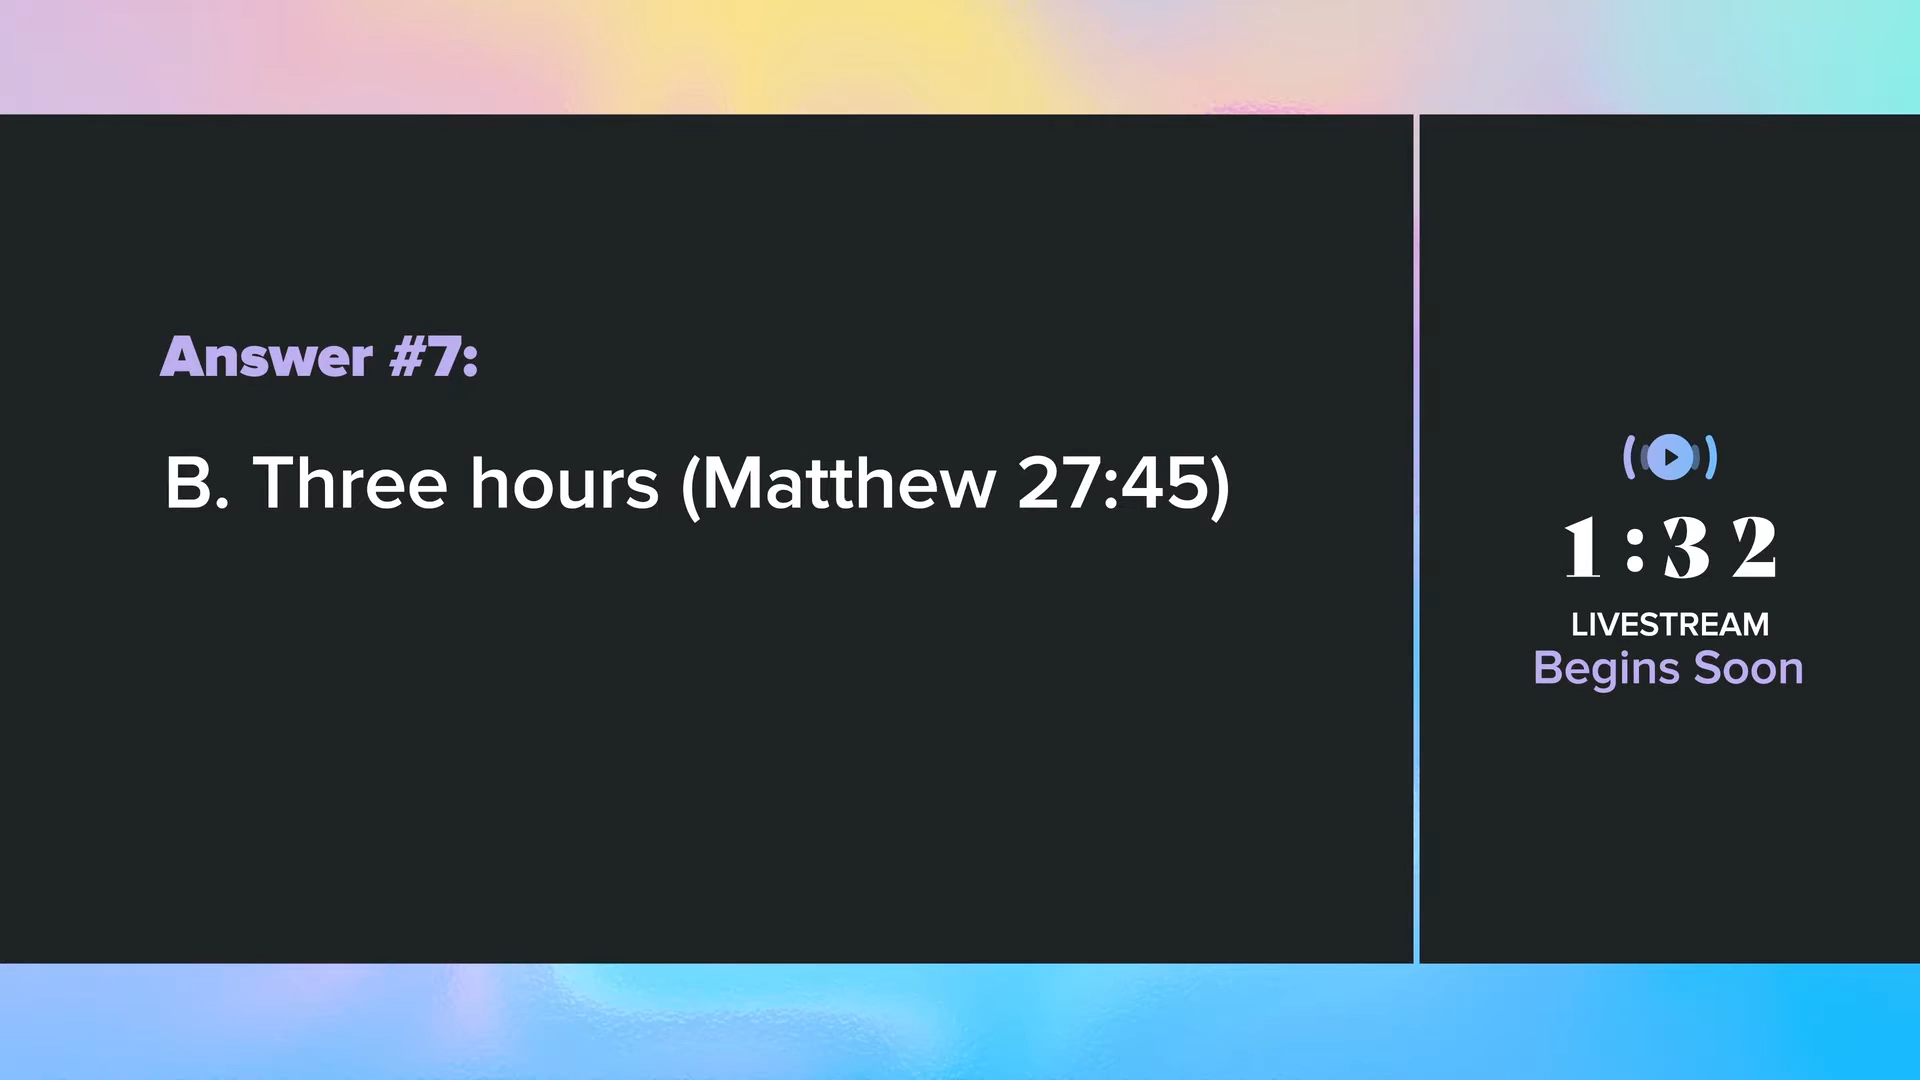 Answer #7:
B. Three hours (Matthew 27:45)
1:32
LIVESTREAM
Begins Soon